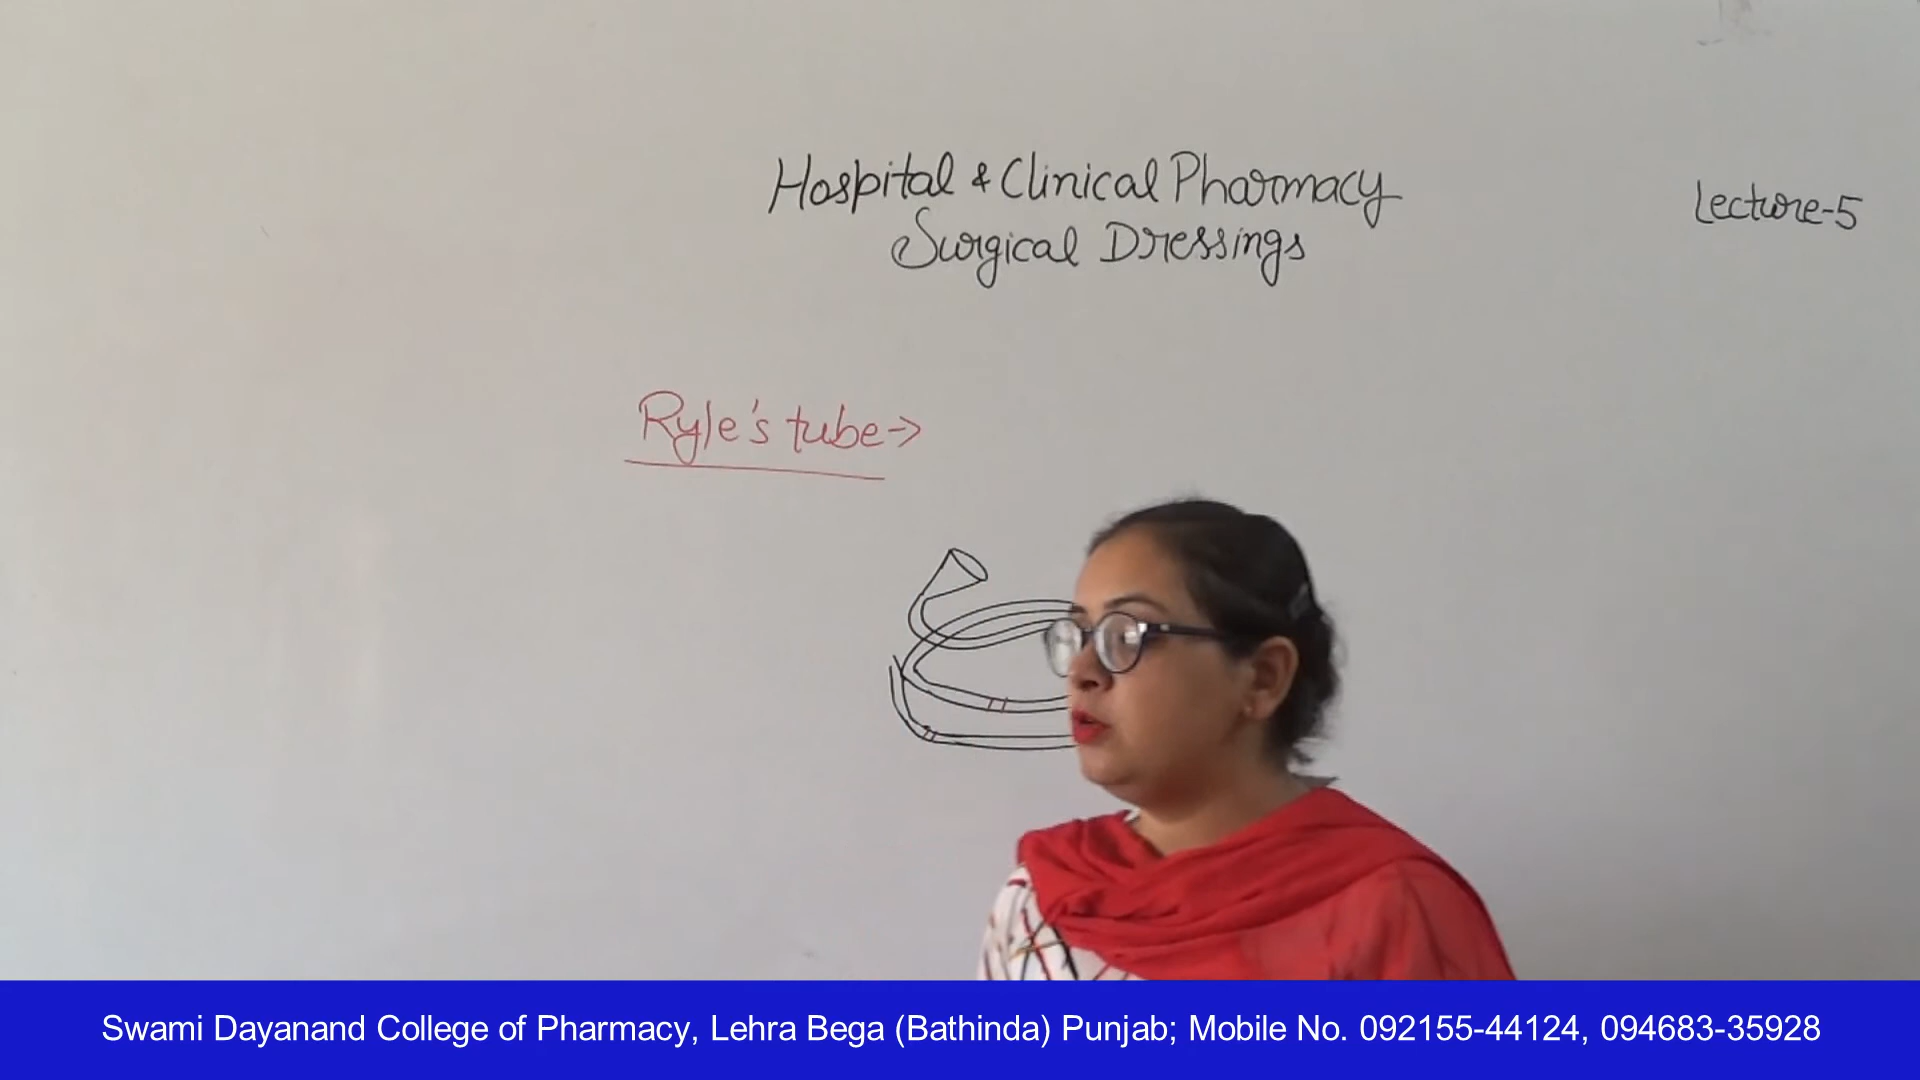 Hospital & Clinical Pharmacy
Lecture-5
Surgical Dressings
Ryle's tube->
Swami Dayanand College of Pharmacy, Lehra Bega (Bathinda) Punjab; Mobile No. 092155-44124, 094683-35928